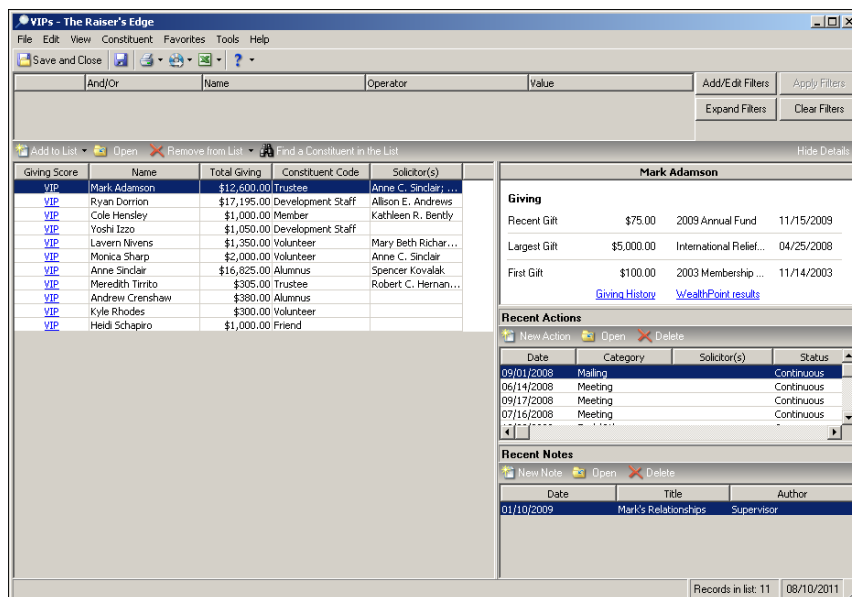 VIPs - The Raiser's Edge
File Edit View Constituent Favorites Tools Help
Save and Close
And/Or Name Operator Value
Add/Edit Filters Apply Filters
Expand Filters Clear Filters
Add to List Open Remove from List Find a Constituent in the List Hide Details
Giving Score Name Total Giving Constituent Code Solicitor(s)
VIP Mark Adamson $12,600.00 Trustee Anne C. Sinclair; ...
VIP Ryan Dorrion $17,195.00 Development Staff Allison E. Andrews
VIP Cole Hensley $1,000.00 Member Kathleen R. Bently
VIP Yoshi Izzo $1,050.00 Development Staff
VIP Lavern Nivens $1,350.00 Volunteer Mary Beth Richar...
VIP Monica Sharp $2,000.00 Volunteer Anne C. Sinclair
VIP Anne Sinclair $16,825.00 Alumnus Spencer Kovalak
VIP Meredith Tirrito $305.00 Trustee Robert C. Hernan...
VIP Andrew Crenshaw $380.00 Alumnus
VIP Kyle Rhodes $300.00 Volunteer
VIP Heidi Schapiro $1,000.00 Friend
Mark Adamson
Giving
Recent Gift $75.00 2009 Annual Fund 11/15/2009
Largest Gift $5,000.00 International Relief... 04/25/2008
First Gift $100.00 2003 Membership ... 11/14/2003
Giving History WealthPoint results
Recent Actions
New Action Open Delete
Date Category Solicitor(s) Status
09/01/2008 Mailing Continuous
06/14/2008 Meeting Continuous
09/17/2008 Meeting Continuous
07/16/2008 Meeting Continuous
Recent Notes
New Note Open Delete
Date Title Author
01/10/2009 Mark's Relationships Supervisor
Records in list: 11 08/10/2011